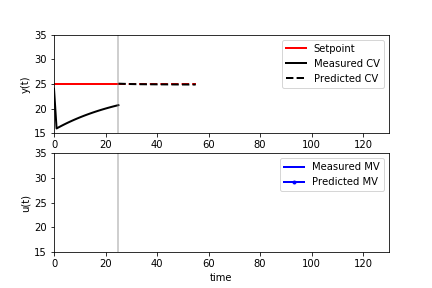 35
30
25
20
15
y(t)
0 20 40 60 80 100 120
Setpoint
Measured CV
Predicted CV
35
30
25
20
15
u(t)
0 20 40 60 80 100 120
time
Measured MV
Predicted MV